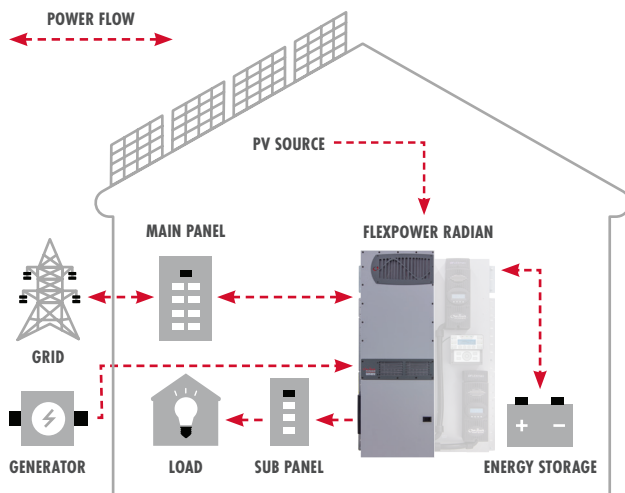 POWER FLOW
PV SOURCE
MAIN PANEL
FLEXPOWER RADIAN
GRID
GENERATOR
LOAD
SUB PANEL
+ −
ENERGY STORAGE